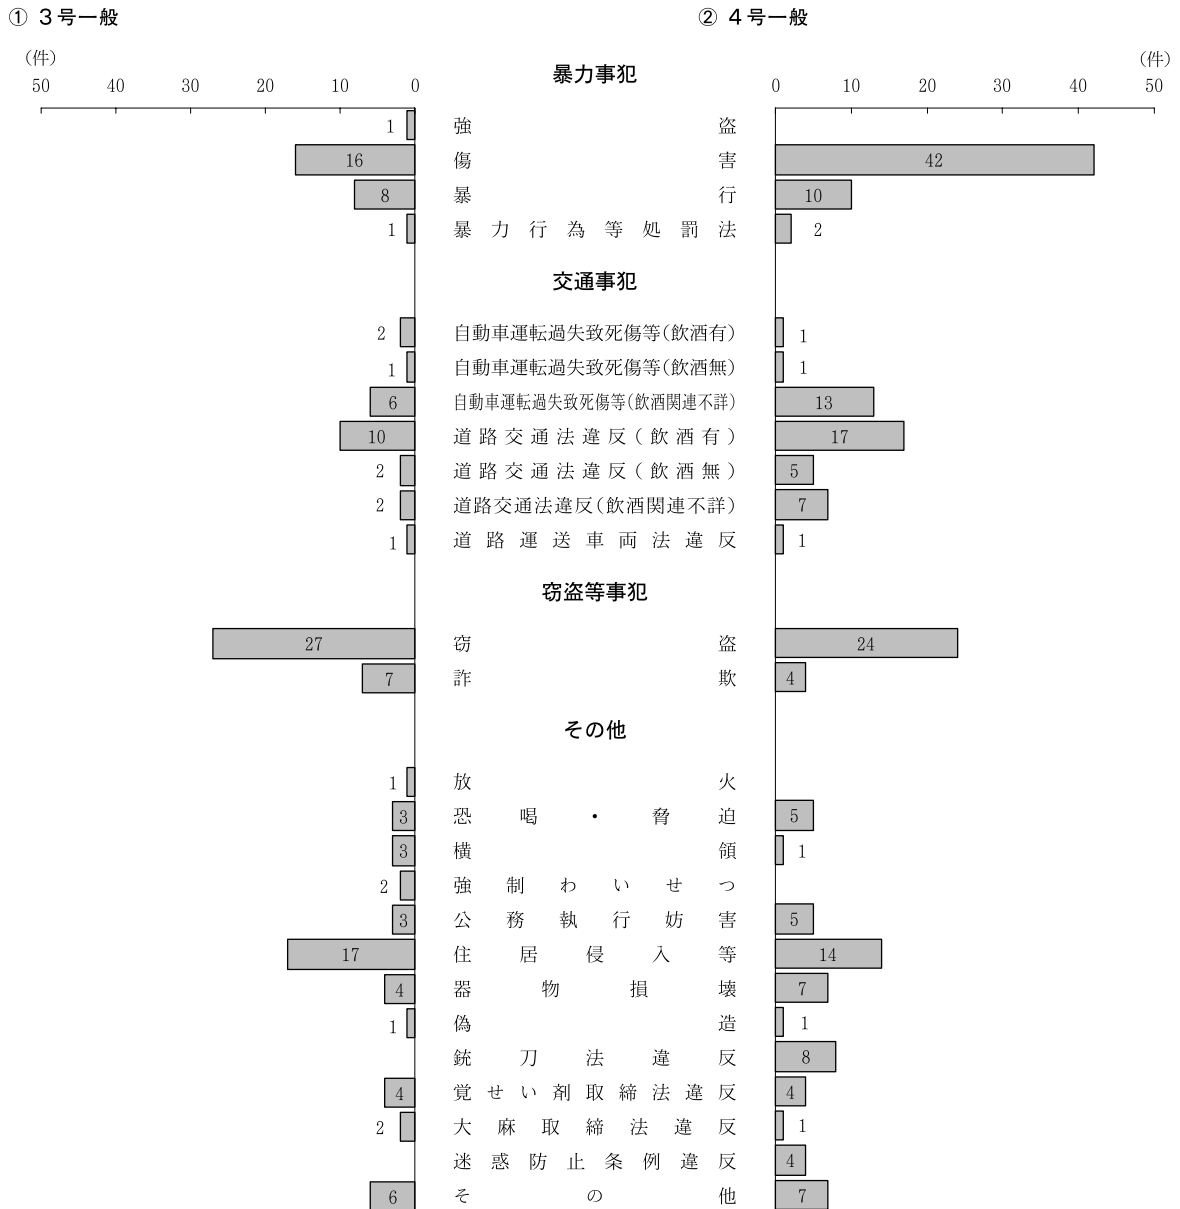 ① 3号一般 ② 4号一般
（件） （件）
50 40 30 20 10 0 暴力事犯 0 10 20 30 40 50
1 強盗
16 傷害 42
8 暴行 10
1 暴力行為等処罰法 2
交通事犯
2 自動車運転過失致死傷等（飲酒有） 1
1 自動車運転過失致死傷等（飲酒無） 1
6 自動車運転過失致死傷等（飲酒関連不詳） 13
10 道路交通法違反（飲酒有） 17
2 道路交通法違反（飲酒無） 5
2 道路交通法違反（飲酒関連不詳） 7
1 道路運送車両法違反 1
窃盗等事犯
27 窃盗 24
7 詐欺 4
その他
1 放火
3 恐喝・脅迫 5
3 横領 1
2 強制わいせつ
3 公務執行妨害 5
17 住居侵入等 14
4 器物損壊 7
1 偽造 1
銃刀法違反 8
4 覚せい剤取締法違反 4
2 大麻取締法違反 1
迷惑防止条例違反 4
6 その他 7